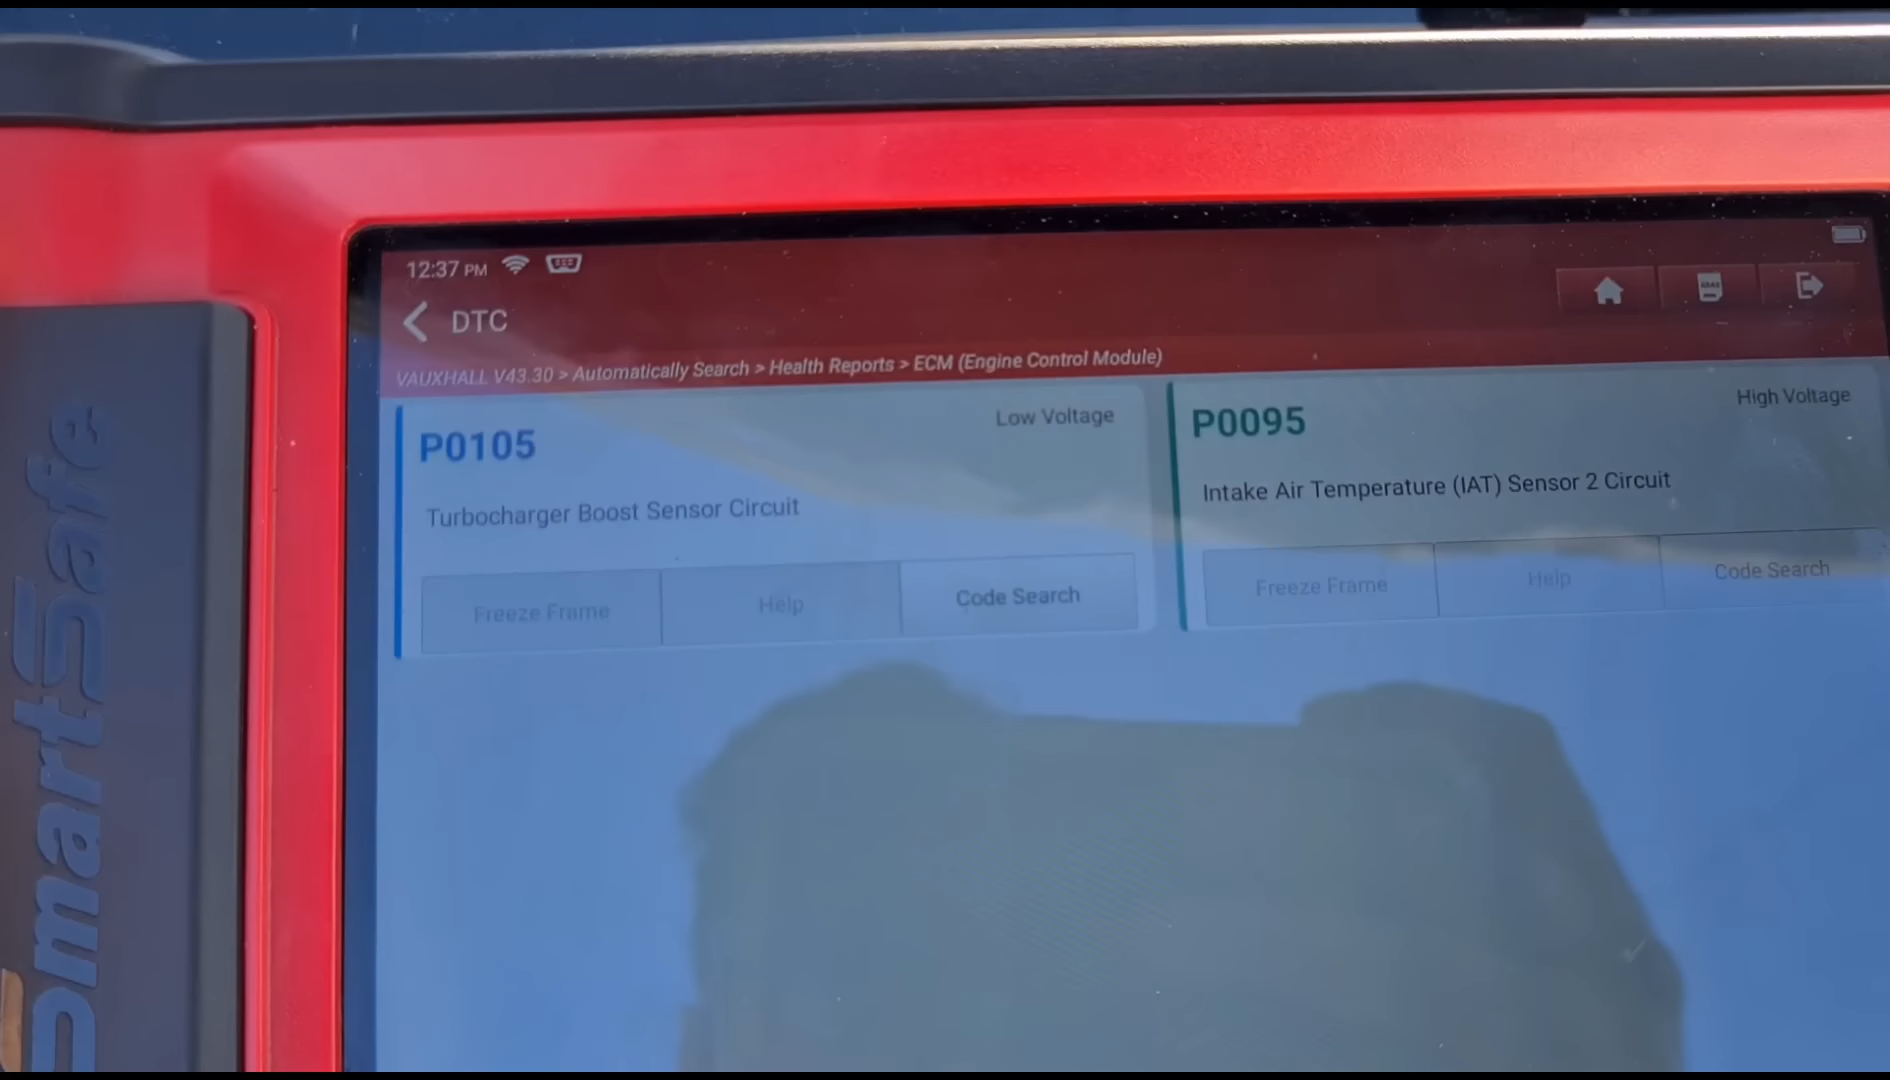 12:37 PM
DTC
VAUXHALL V43.30 > Automatically Search > Health Reports > ECM (Engine Control Module)
P0105
Low Voltage
Turbocharger Boost Sensor Circuit
Freeze Frame
Help
Code Search
P0095
High Voltage
Intake Air Temperature (IAT) Sensor 2 Circuit
Freeze Frame
Help
Code Search
SmartSafe